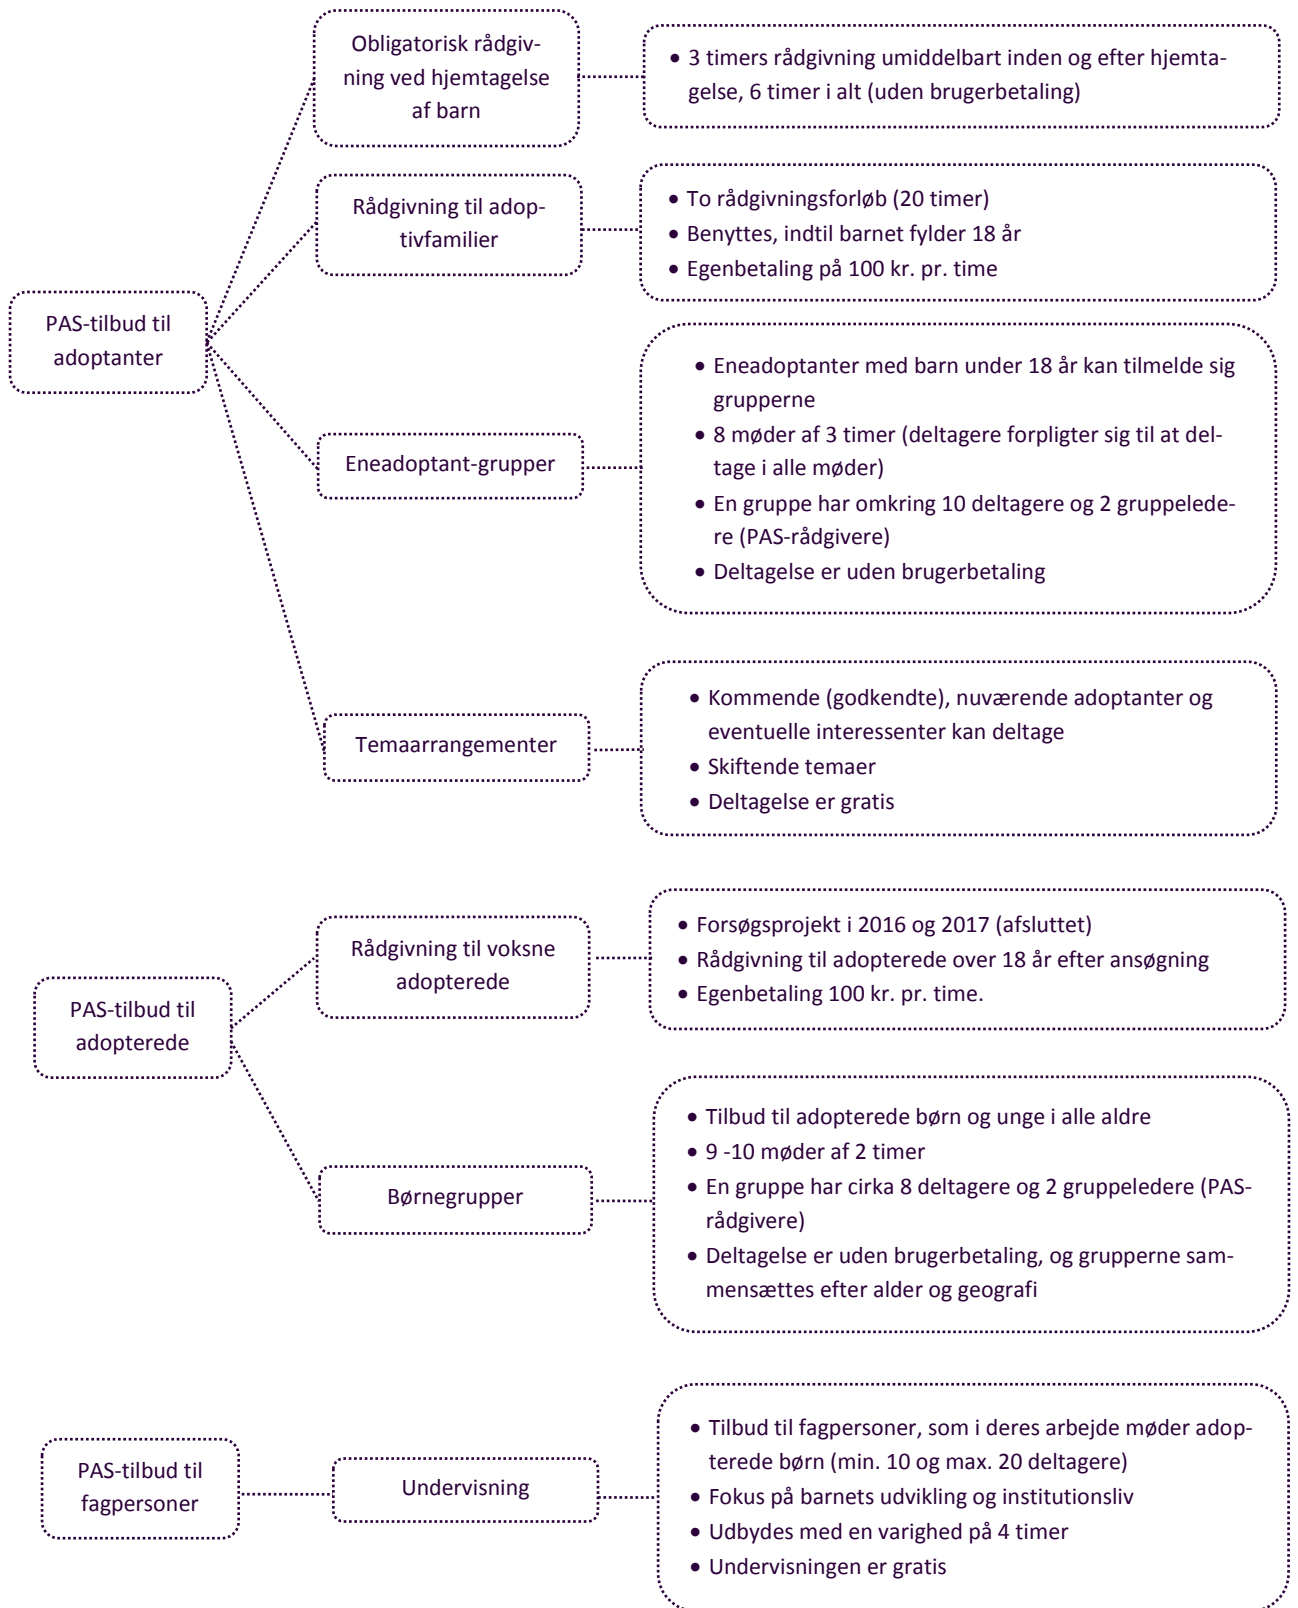 Obligatorisk rådgiv-
ning ved hjemtagelse
af barn
• 3 timers rådgivning umiddelbart inden og efter hjemta-
gelse, 6 timer i alt (uden brugerbetaling)
Rådgivning til adop-
tivfamilier
• To rådgivningsforløb (20 timer)
• Benyttes, indtil barnet fylder 18 år
• Egenbetaling på 100 kr. pr. time
PAS-tilbud til
adoptanter
Eneadoptant-grupper
• Eneadoptanter med barn under 18 år kan tilmelde sig
grupperne
• 8 møder af 3 timer (deltagere forpligter sig til at del-
tage i alle møder)
• En gruppe har omkring 10 deltagere og 2 gruppelede-
re (PAS-rådgivere)
• Deltagelse er uden brugerbetaling
Temaarrangementer
• Kommende (godkendte), nuværende adoptanter og
eventuelle interessenter kan deltage
• Skiftende temaer
• Deltagelse er gratis
PAS-tilbud til
adopterede
Rådgivning til voksne
adopterede
• Forsøgsprojekt i 2016 og 2017 (afsluttet)
• Rådgivning til adopterede over 18 år efter ansøgning
• Egenbetaling 100 kr. pr. time.
Børnegrupper
• Tilbud til adopterede børn og unge i alle aldre
• 9 -10 møder af 2 timer
• En gruppe har cirka 8 deltagere og 2 gruppeledere (PAS-
rådgivere)
• Deltagelse er uden brugerbetaling, og grupperne sam-
mensættes efter alder og geografi
PAS-tilbud til
fagpersoner
Undervisning
• Tilbud til fagpersoner, som i deres arbejde møder adop-
terede børn (min. 10 og max. 20 deltagere)
• Fokus på barnets udvikling og institutionsliv
• Udbydes med en varighed på 4 timer
• Undervisningen er gratis